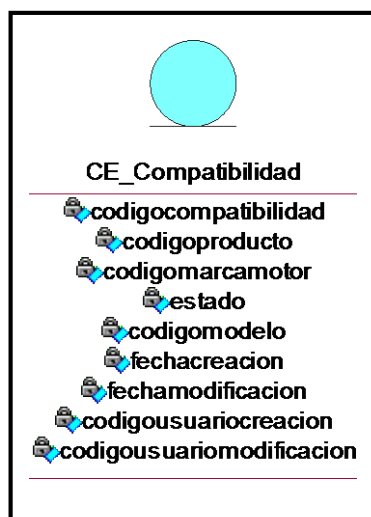 CE_Compatibilidad
codigocompatibilidad
codigoproducto
codigomarcamotor
estado
codigomodelo
fechacreacion
fechamodificacion
codigousuariocreacion
codigousuariomodificacion